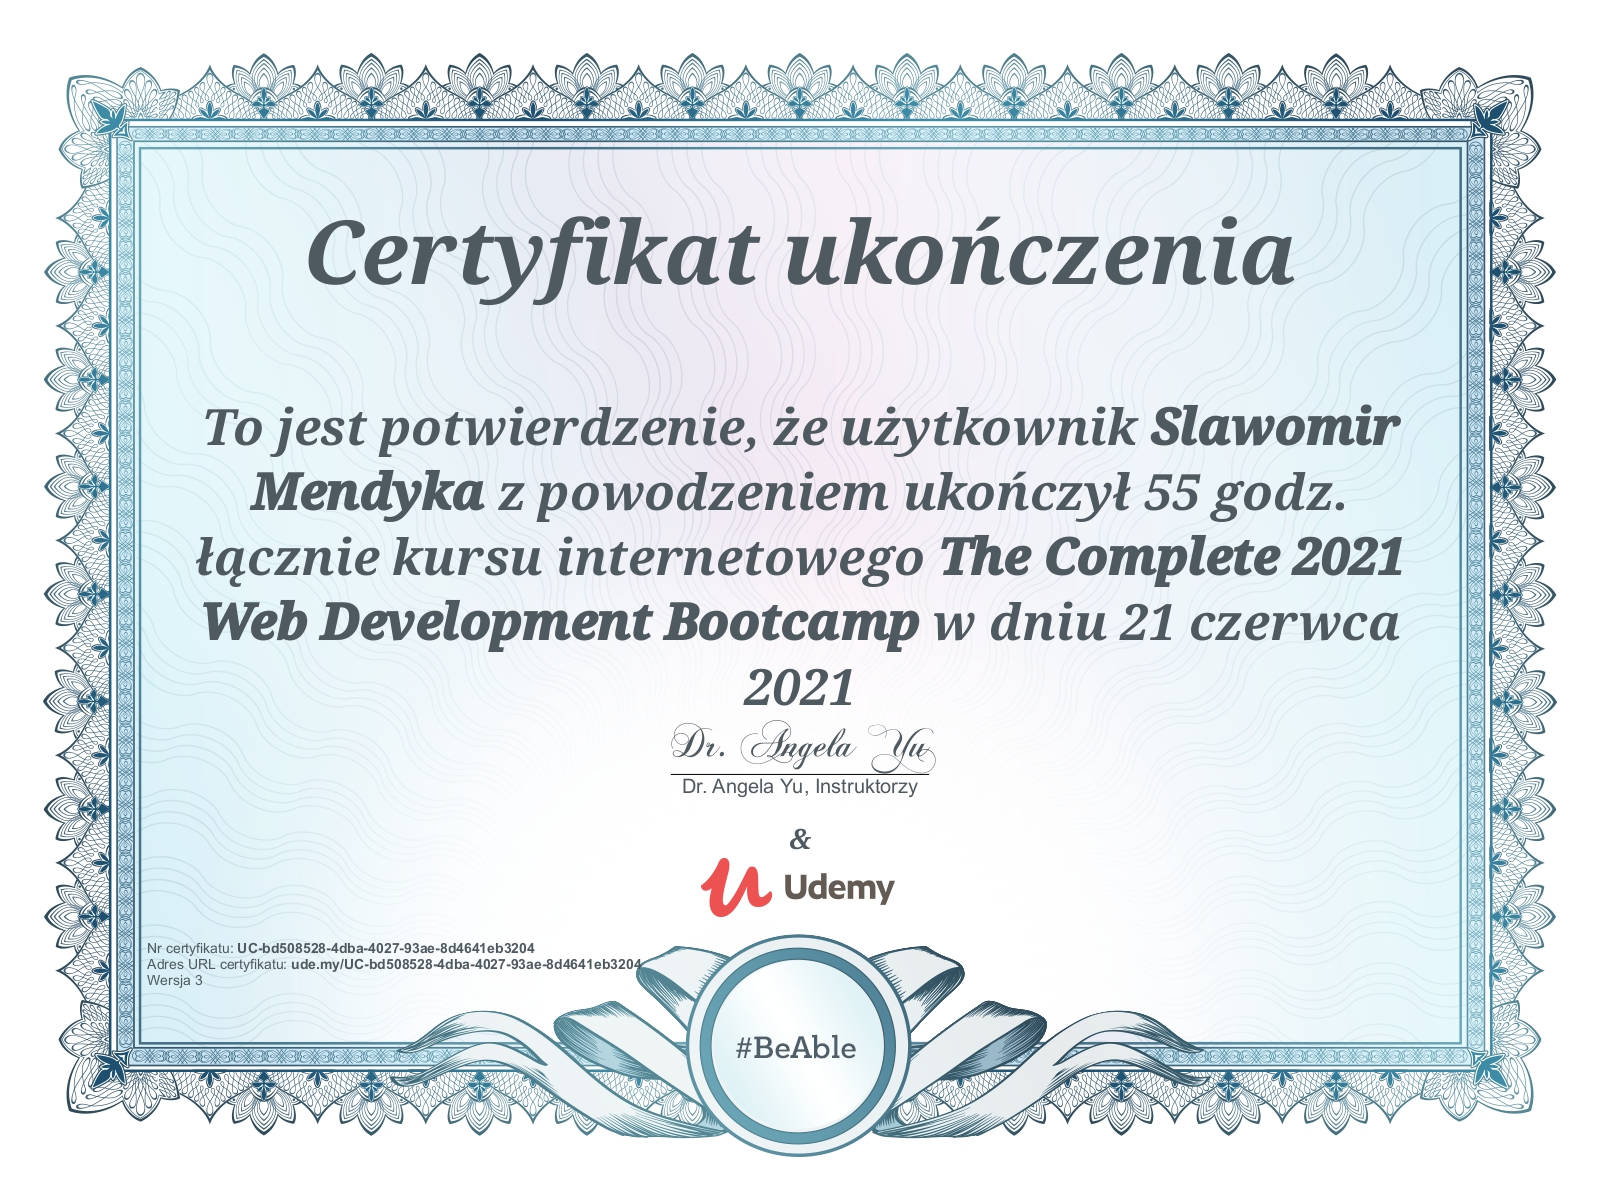 Certyfikat ukończenia
To jest potwierdzenie, że użytkownik Slawomir
Mendyka z powodzeniem ukończył 55 godz.
łącznie kursu internetowego The Complete 2021
Web Development Bootcamp w dniu 21 czerwca
2021
Dr. Angela Yu
Dr. Angela Yu, Instruktorzy
&
Udemy
Nr certyfikatu: UC-bd508528-4dba-4027-93ae-8d4641eb3204
Adres URL certyfikatu: ude.my/UC-bd508528-4dba-4027-93ae-8d4641eb3204
Wersja 3
#BeAble